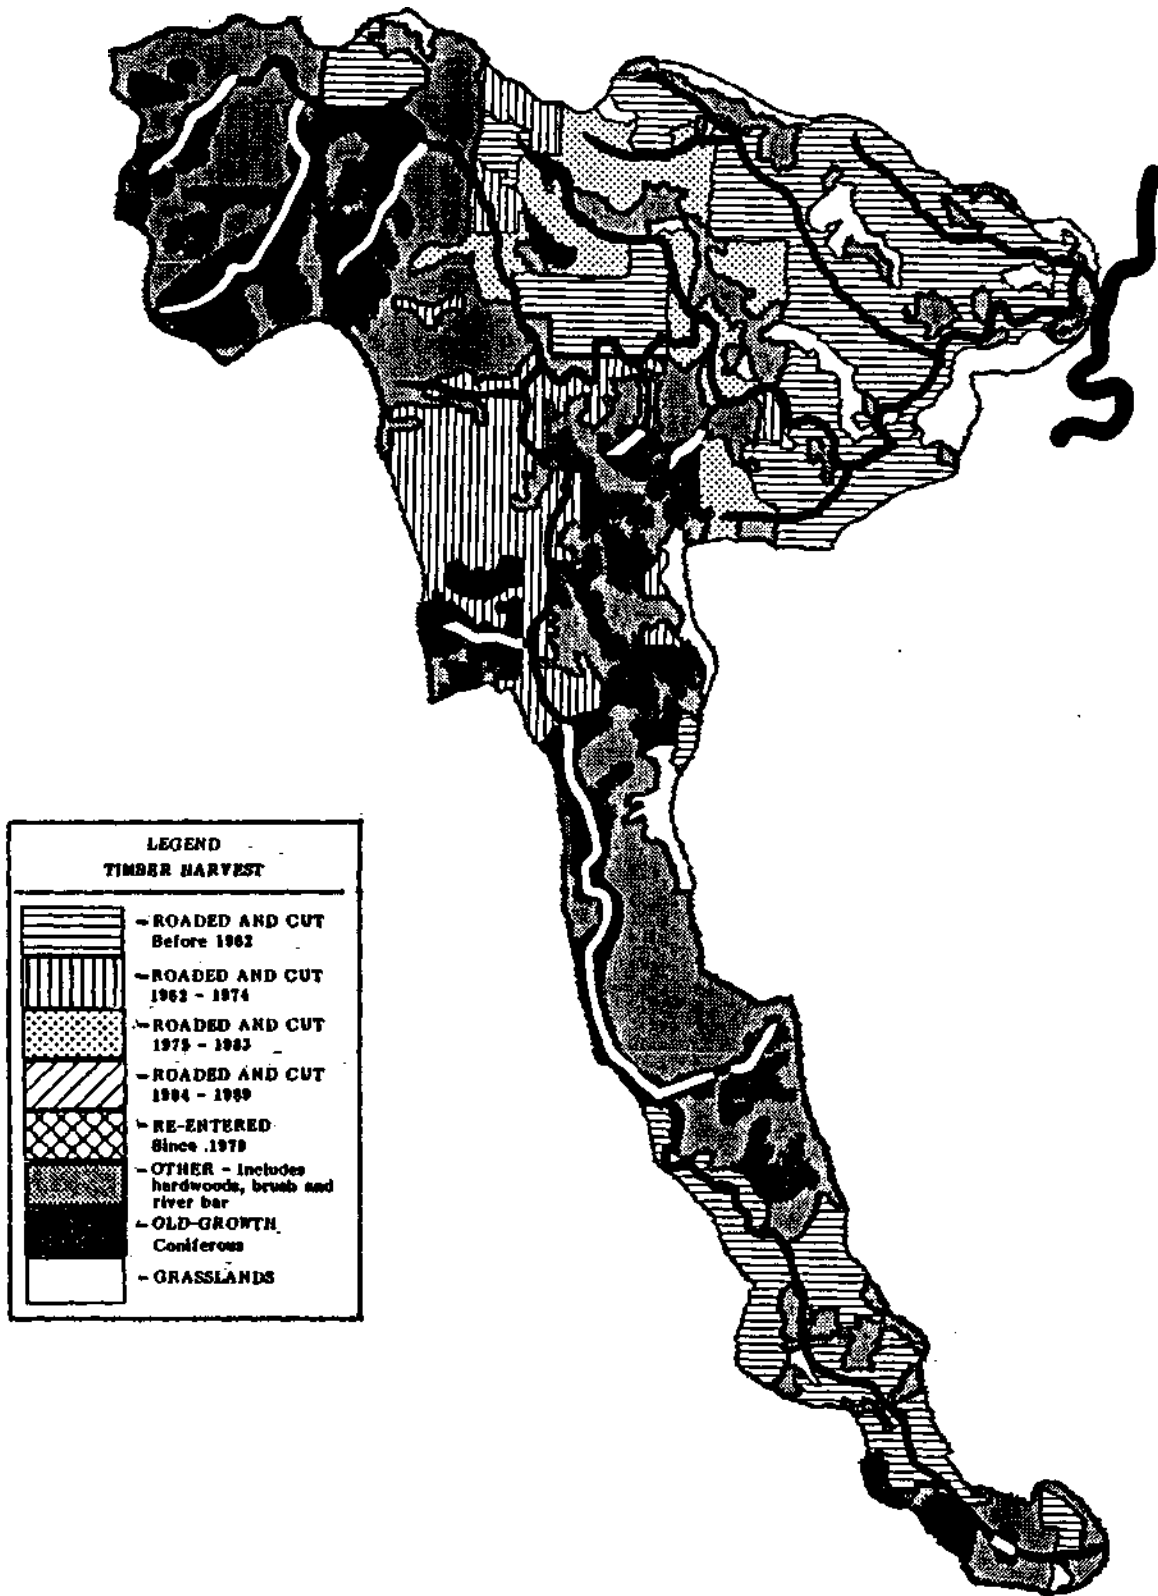 LEGEND
TIMBER HARVEST
- ROADED AND CUT
Before 1962
- ROADED AND CUT
1962 - 1974
- ROADED AND CUT
1975 - 1983
- ROADED AND CUT
1984 - 1989
- RE-ENTERED
Since 1979
- OTHER - Includes
hardwoods, brush and
river bar
- OLD-GROWTH
Coniferous
- GRASSLANDS